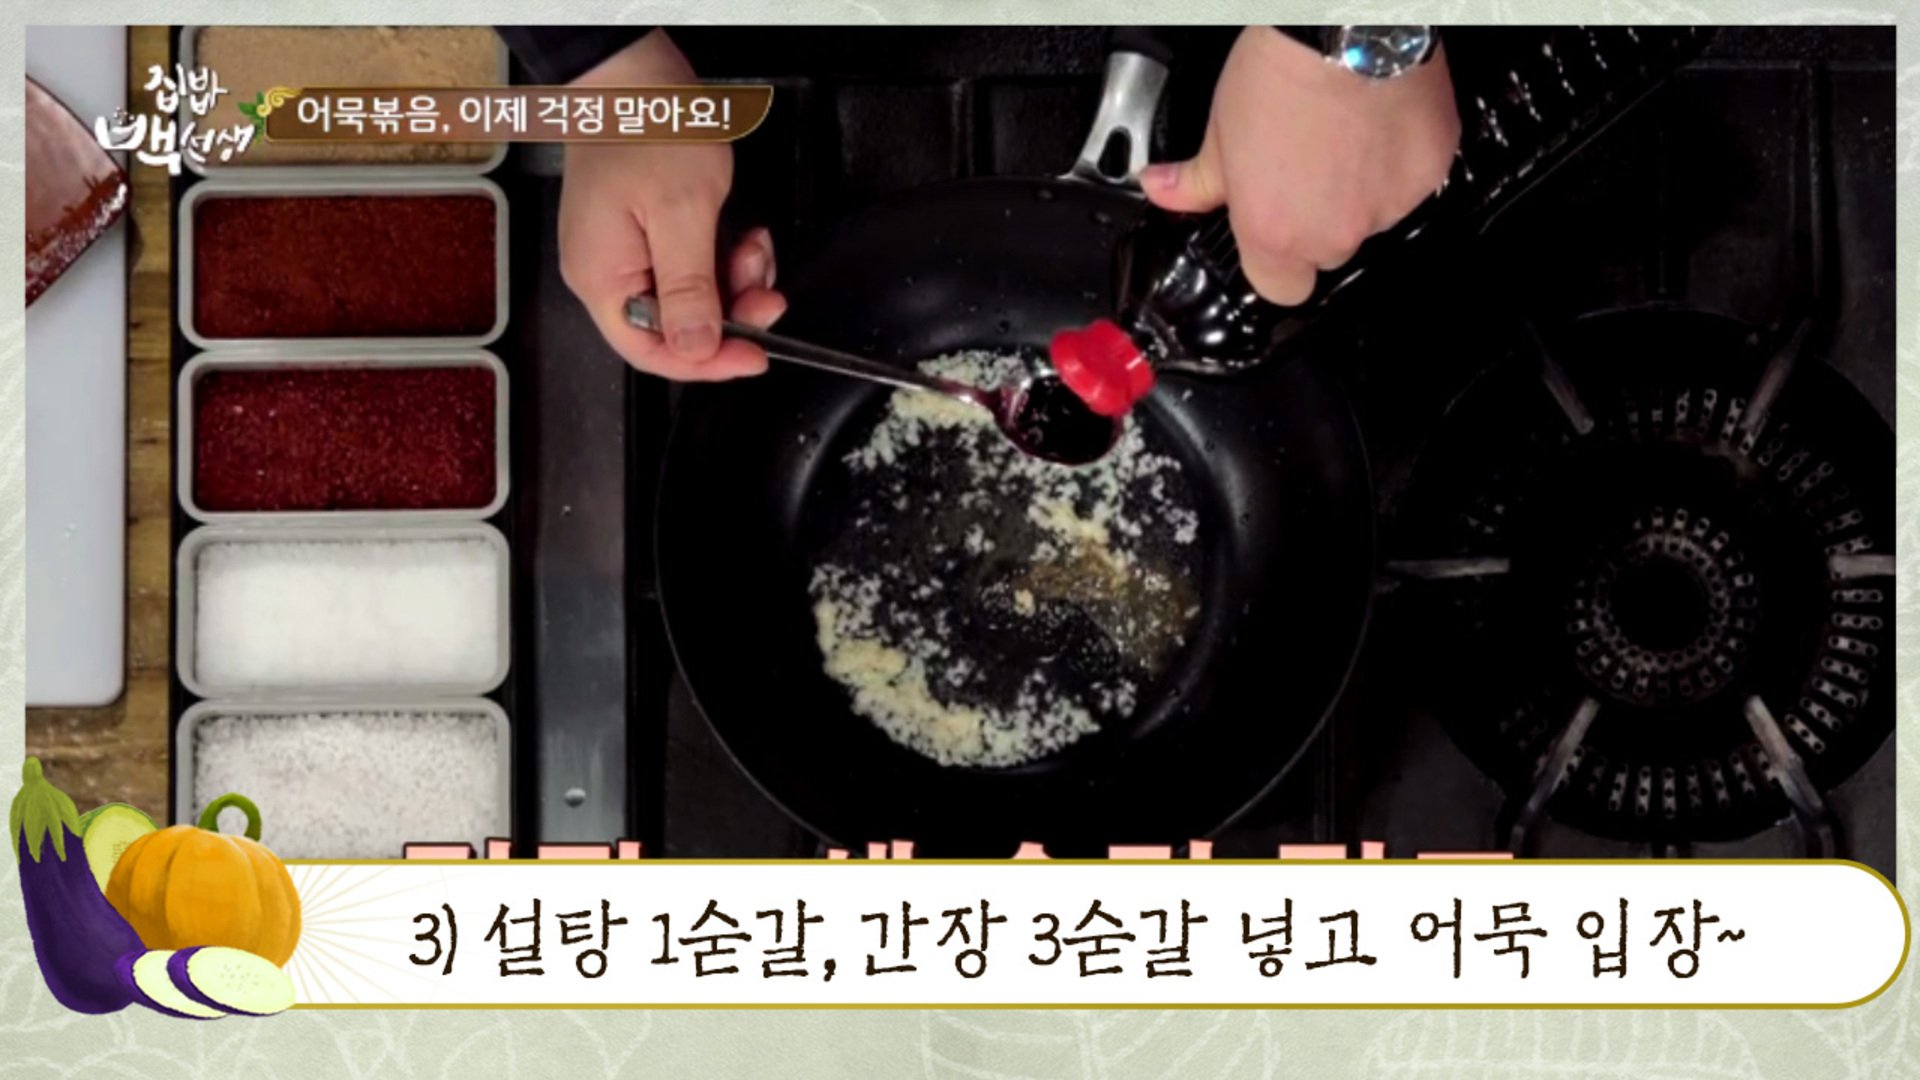 집밥
백선생
어묵볶음, 이제 걱정 말아요!
3) 설탕 1숟갈, 간장 3숟갈 넣고 어묵 입장~